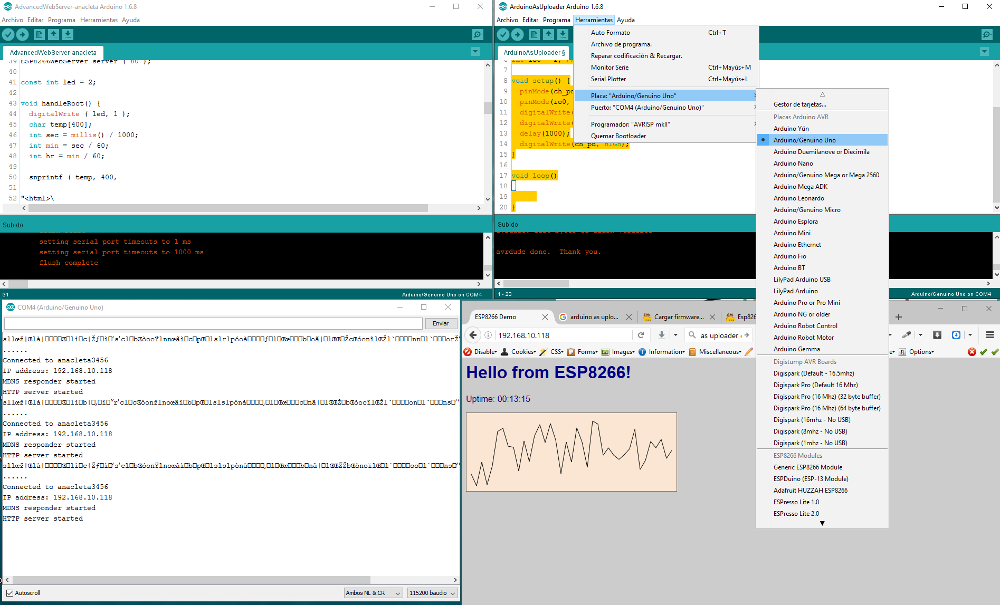 AdvancedWebServer-anacleta Arduino 1.6.8
Archivo Editar Programa Herramientas Ayuda
AdvancedWebServer-anacleta
39 ESP8266WebServer server ( 80 );
40
41 const int led = 2;
42
43 void handleRoot() {
44 digitalWrite ( led, 1 );
45 char temp[400];
46 int sec = millis() / 1000;
47 int min = sec / 60;
48 int hr = min / 60;
49
50 snprintf ( temp, 400,
51
52 "<html>\
Subido
setting serial port timeouts to 1 ms
setting serial port timeouts to 1000 ms
flush complete
31
Arduino/Genuino Uno on COM4
ArduinoAsUploader Arduino 1.6.8
Archivo Editar Programa Herramientas Ayuda
ArduinoAsUploader §
7
8 void setup() {
9 pinMode(ch_pd
10 pinMode(io0,
11 digitalWrite(
12 digitalWrite(
13 delay(1000);
14 digitalWrite(ch_pd, HIGH);
15 }
16
17 void loop()
18
19
20 }
Subido
avrdude done. Thank you.
1 - 20
Arduino/Genuino Uno on COM4
Auto Formato Ctrl+T
Archivo de programa.
Reparar codificación & Recargar.
Monitor Serie Ctrl+Mayús+M
Serial Plotter Ctrl+Mayús+L
Placa: "Arduino/Genuino Uno"
Puerto: "COM4 (Arduino/Genuino Uno)"
Programador: "AVRISP mkII"
Quemar Bootloader
Gestor de tarjetas...
Placas Arduino AVR
Arduino Yún
Arduino/Genuino Uno
Arduino Duemilanove or Diecimila
Arduino Nano
Arduino/Genuino Mega or Mega 2560
Arduino Mega ADK
Arduino Leonardo
Arduino/Genuino Micro
Arduino Esplora
Arduino Mini
Arduino Ethernet
Arduino Fio
Arduino BT
LilyPad Arduino USB
LilyPad Arduino
Arduino Pro or Pro Mini
Arduino NG or older
Arduino Robot Control
Arduino Robot Motor
Arduino Gemma
Digistump AVR Boards
Digispark (Default - 16.5mhz)
Digispark Pro (Default 16 Mhz)
Digispark Pro (16 Mhz) (32 byte buffer)
Digispark Pro (16 Mhz) (64 byte buffer)
Digispark (16mhz - No USB)
Digispark (8mhz - No USB)
Digispark (1mhz - No USB)
ESP8266 Modules
Generic ESP8266 Module
ESPDuino (ESP-13 Module)
Adafruit HUZZAH ESP8266
ESPresso Lite 1.0
ESPresso Lite 2.0
COM4 (Arduino/Genuino Uno)
Enviar
......
Connected to anacleta3456
IP address: 192.168.10.118
MDNS responder started
HTTP server started
......
Connected to anacleta3456
IP address: 192.168.10.118
MDNS responder started
HTTP server started
......
Connected to anacleta3456
IP address: 192.168.10.118
MDNS responder started
HTTP server started
Autoscroll
Ambos NL & CR
115200 baudio
ESP8266 Demo
arduino as uplo...
Cargar firmware...
Esp826
192.168.10.118
as uploader
Disable Cookies CSS Forms Images Information Miscellaneous Options
Hello from ESP8266!
Uptime: 00:13:15